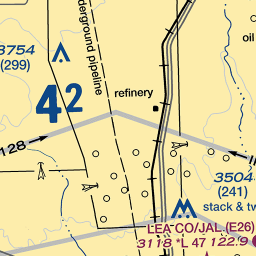 3754
(299)
underground pipeline
refinery
oil
4²
128
3504
(241)
stack & tw
LEA CO/JAL (E26)
3118 *L 47 122.9